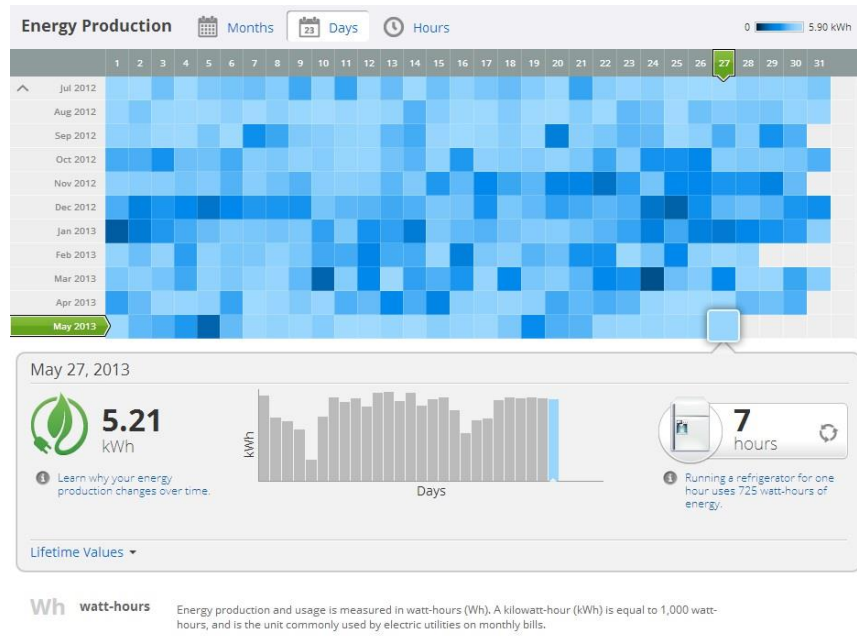 Energy Production
Months
23 Days
Hours
0 5.90 kWh
1 2 3 4 5 6 7 8 9 10 11 12 13 14 15 16 17 18 19 20 21 22 23 24 25 26 27 28 29 30 31
Jul 2012
Aug 2012
Sep 2012
Oct 2012
Nov 2012
Dec 2012
Jan 2013
Feb 2013
Mar 2013
Apr 2013
May 2013
May 27, 2013
5.21
kWh
Learn why your energy
production changes over time.
kWh
Days
7
hours
Running a refrigerator for one
hour uses 725 watt-hours of
energy.
Lifetime Values
Wh watt-hours
Energy production and usage is measured in watt-hours (Wh). A kilowatt-hour (kWh) is equal to 1,000 watt-
hours, and is the unit commonly used by electric utilities on monthly bills.